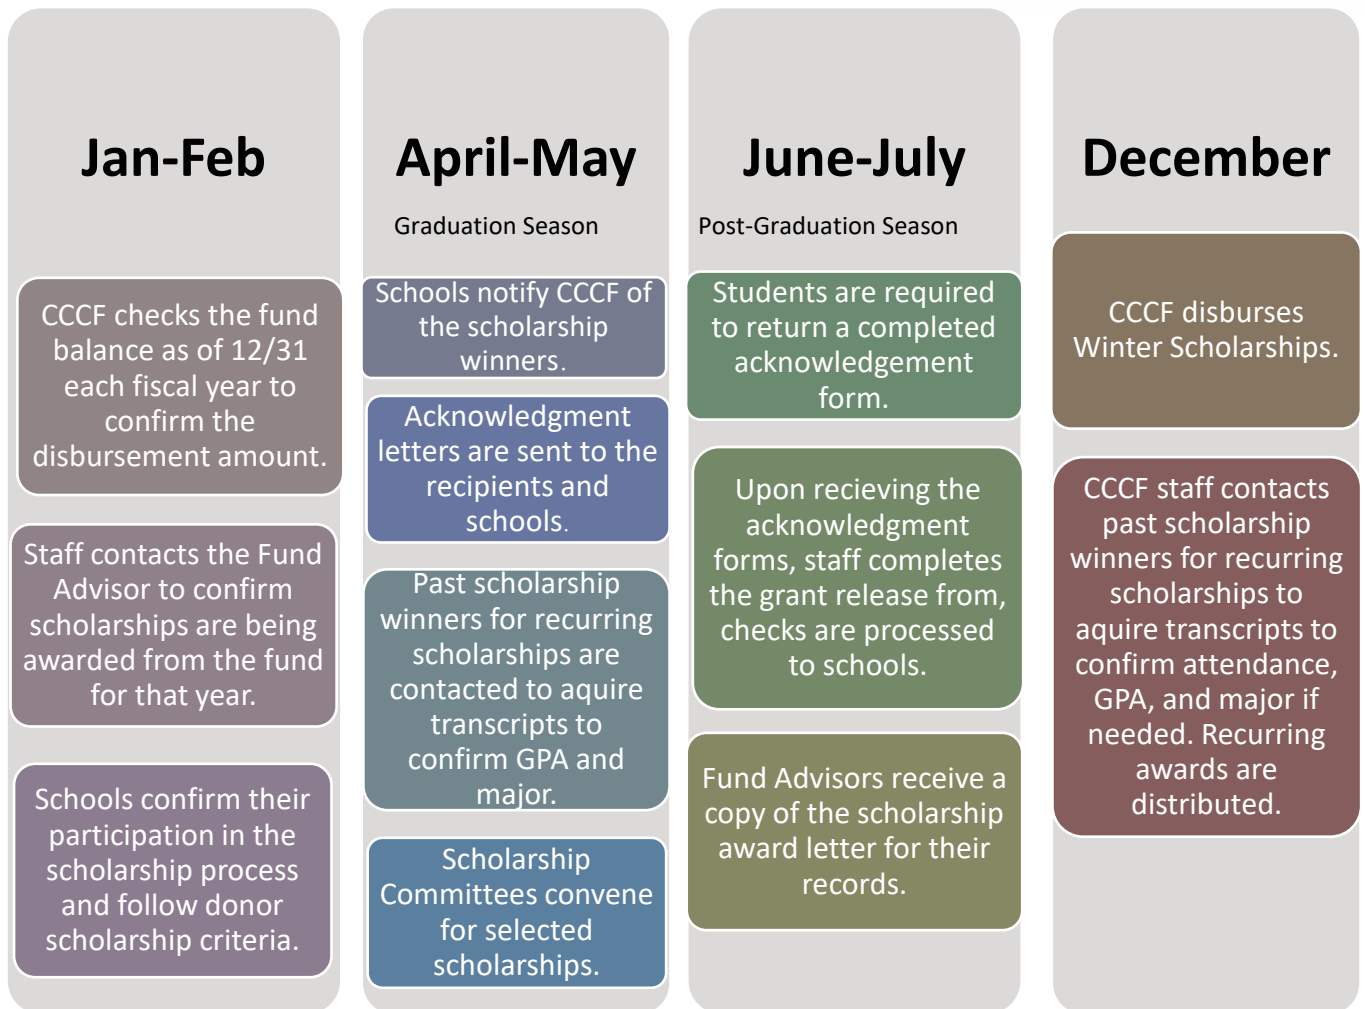 Jan-Feb
CCCF checks the fund
balance as of 12/31
each fiscal year to
confirm the
disbursement amount.
Staff contacts the Fund
Advisor to confirm
scholarships are being
awarded from the fund
for that year.
Schools confirm their
participation in the
scholarship process
and follow donor
scholarship criteria.
April-May
Graduation Season
Schools notify CCCF of
the scholarship
winners.
Acknowledgment
letters are sent to the
recipients and
schools.
Past scholarship
winners for recurring
scholarships are
contacted to aquire
transcripts to
confirm GPA and
major.
Scholarship
Committees convene
for selected
scholarships.
June-July
Post-Graduation Season
Students are required
to return a completed
acknowledgement
form.
Upon recieving the
acknowledgment
forms, staff completes
the grant release from,
checks are processed
to schools.
Fund Advisors receive a
copy of the scholarship
award letter for their
records.
December
CCCF disburses
Winter Scholarships.
CCCF staff contacts
past scholarship
winners for recurring
scholarships to
aquire transcripts to
confirm attendance,
GPA, and major if
needed. Recurring
awards are
distributed.